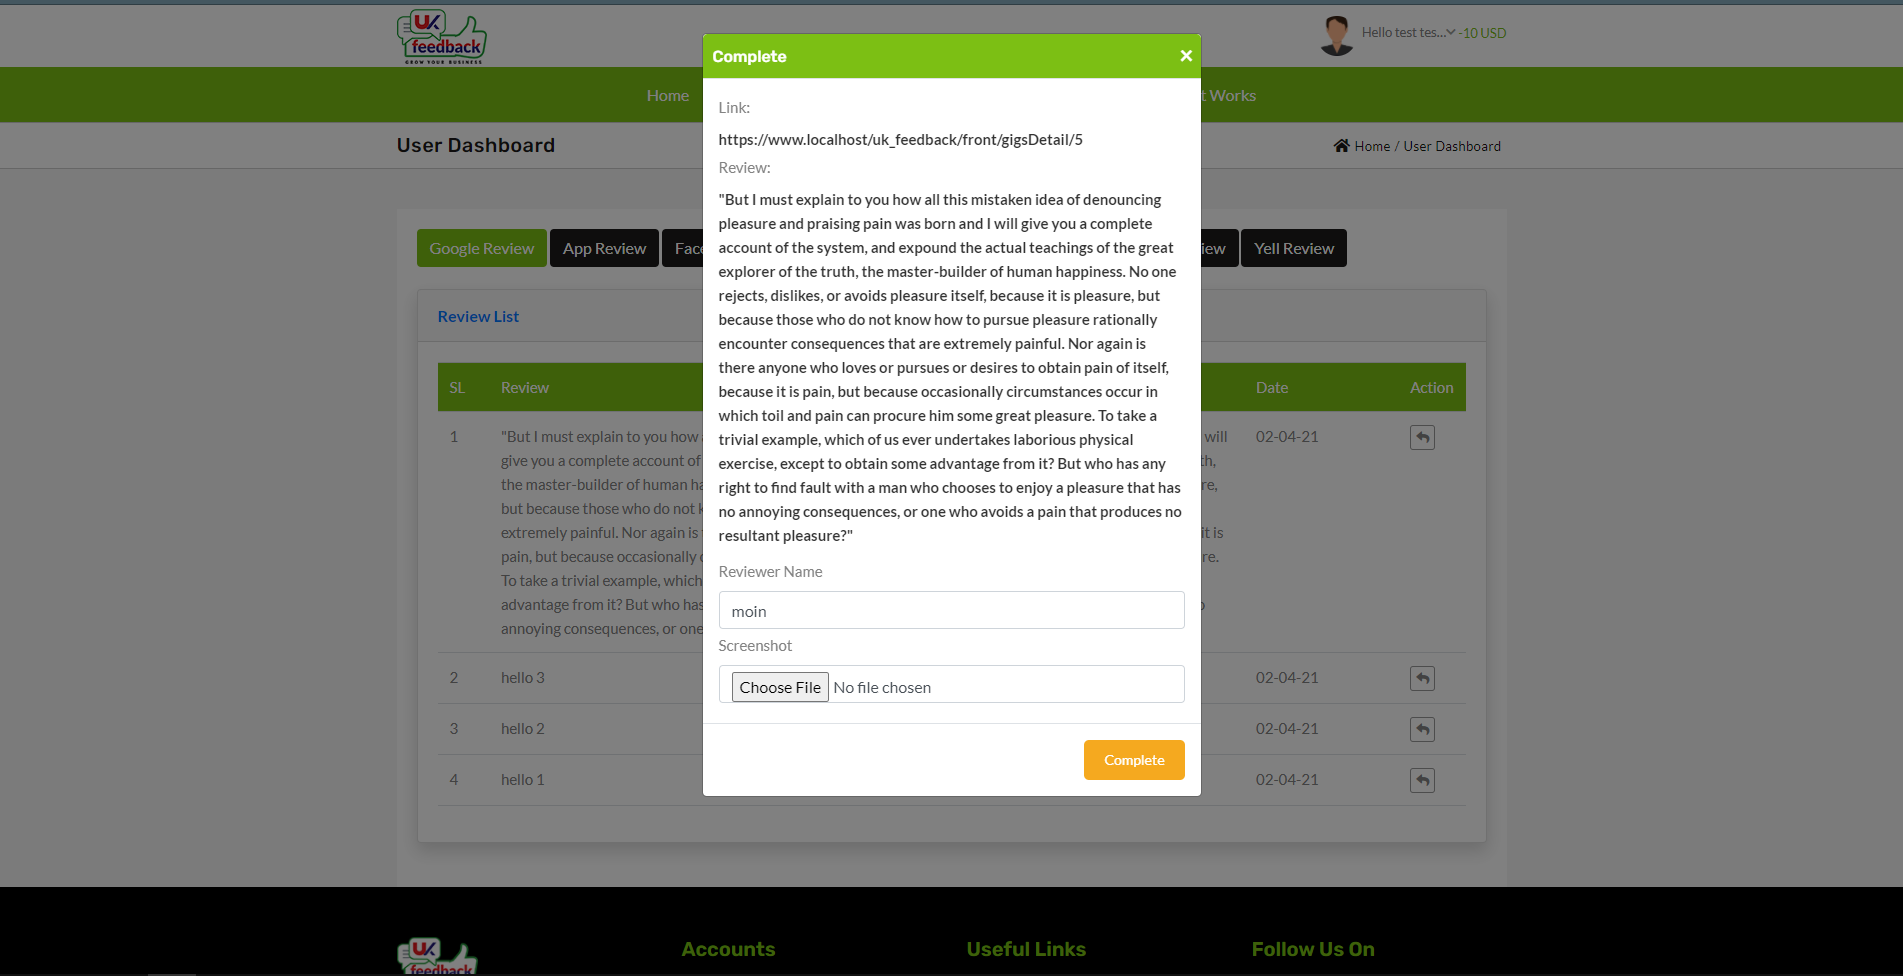 UK
feedback
GROW YOUR BUSINESS
Hello test tes... -10 USD
Home
t Works
User Dashboard
Home / User Dashboard
Google Review
App Review
Face
iew
Yell Review
Review List
SL
Review
Date
Action
1
"But I must explain to you how
will
02-04-21
give you a complete account of
th,
the master-builder of human ha
re,
but because those who do not k
extremely painful. Nor again is
it is
pain, but because occasionally
re.
To take a trivial example, which
advantage from it? But who has
annoying consequences, or one
2
hello 3
02-04-21
3
hello 2
02-04-21
4
hello 1
02-04-21
Complete
×
Link:
https://www.localhost/uk_feedback/front/gigsDetail/5
Review:
"But I must explain to you how all this mistaken idea of denouncing
pleasure and praising pain was born and I will give you a complete
account of the system, and expound the actual teachings of the great
explorer of the truth, the master-builder of human happiness. No one
rejects, dislikes, or avoids pleasure itself, because it is pleasure, but
because those who do not know how to pursue pleasure rationally
encounter consequences that are extremely painful. Nor again is
there anyone who loves or pursues or desires to obtain pain of itself,
because it is pain, but because occasionally circumstances occur in
which toil and pain can procure him some great pleasure. To take a
trivial example, which of us ever undertakes laborious physical
exercise, except to obtain some advantage from it? But who has any
right to find fault with a man who chooses to enjoy a pleasure that has
no annoying consequences, or one who avoids a pain that produces no
resultant pleasure?"
Reviewer Name
moin
Screenshot
Choose File No file chosen
Complete
UK
feedback
Accounts
Useful Links
Follow Us On